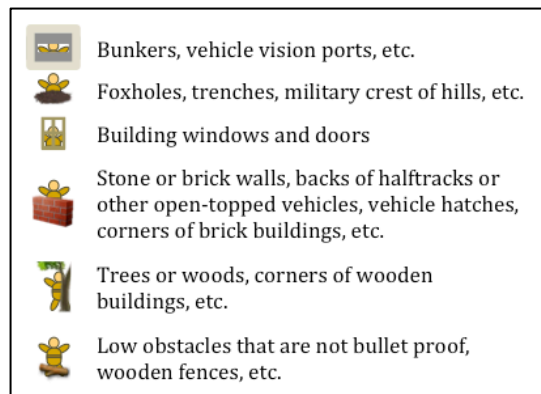 Bunkers, vehicle vision ports, etc.
Foxholes, trenches, military crest of hills, etc.
Building windows and doors
Stone or brick walls, backs of halftracks or
other open-topped vehicles, vehicle hatches,
corners of brick buildings, etc.
Trees or woods, corners of wooden
buildings, etc.
Low obstacles that are not bullet proof,
wooden fences, etc.